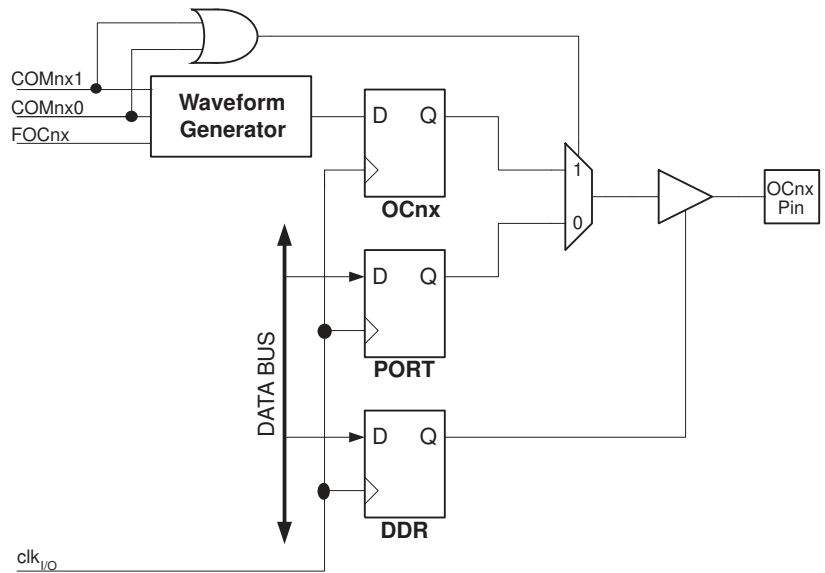 COMnx1
COMnx0
FOCnx
Waveform
Generator
D Q
OCnx
1
0
OCnx
Pin
D Q
PORT
DATA BUS
D Q
DDR
clkI/O